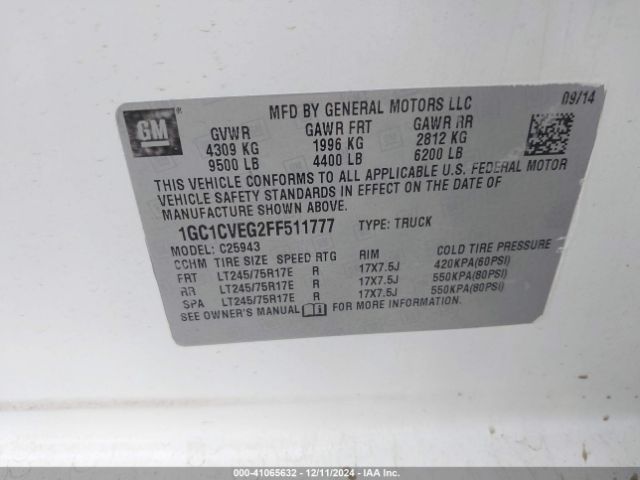 MFD BY GENERAL MOTORS LLC 09/14
GM ®
GVWR GAWR FRT GAWR RR
4309 KG 1996 KG 2812 KG
9500 LB 4400 LB 6200 LB
THIS VEHICLE CONFORMS TO ALL APPLICABLE U.S. FEDERAL MOTOR
VEHICLE SAFETY STANDARDS IN EFFECT ON THE DATE OF
MANUFACTURE SHOWN ABOVE.
1GC1CVEG2FF511777 TYPE: TRUCK
MODEL: C25943
CCHM TIRE SIZE SPEED RTG RIM COLD TIRE PRESSURE
FRT LT245/75R17E R 17X7.5J 420KPA(60PSI)
RR LT245/75R17E R 17X7.5J 550KPA(80PSI)
SPA LT245/75R17E R 17X7.5J 550KPA(80PSI)
SEE OWNER'S MANUAL i FOR MORE INFORMATION
000-41065632 - 12/11/2024 - IAA Inc.